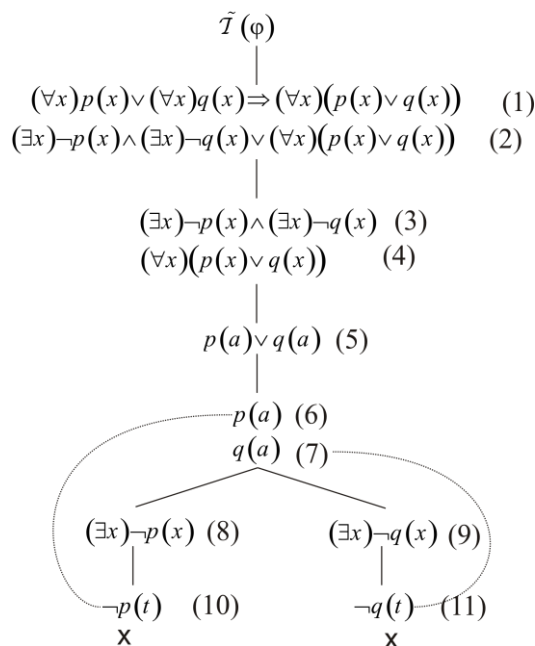 𝒯̃(φ)
(∀x)p(x)∨(∀x)q(x)⇒(∀x)(p(x)∨q(x)) (1)
(∃x)¬p(x)∧(∃x)¬q(x)∨(∀x)(p(x)∨q(x)) (2)
(∃x)¬p(x)∧(∃x)¬q(x) (3)
(∀x)(p(x)∨q(x)) (4)
p(a)∨q(a) (5)
p(a) (6)
q(a) (7)
(∃x)¬p(x) (8) (∃x)¬q(x) (9)
¬p(t) (10) ¬q(t) (11)
X X